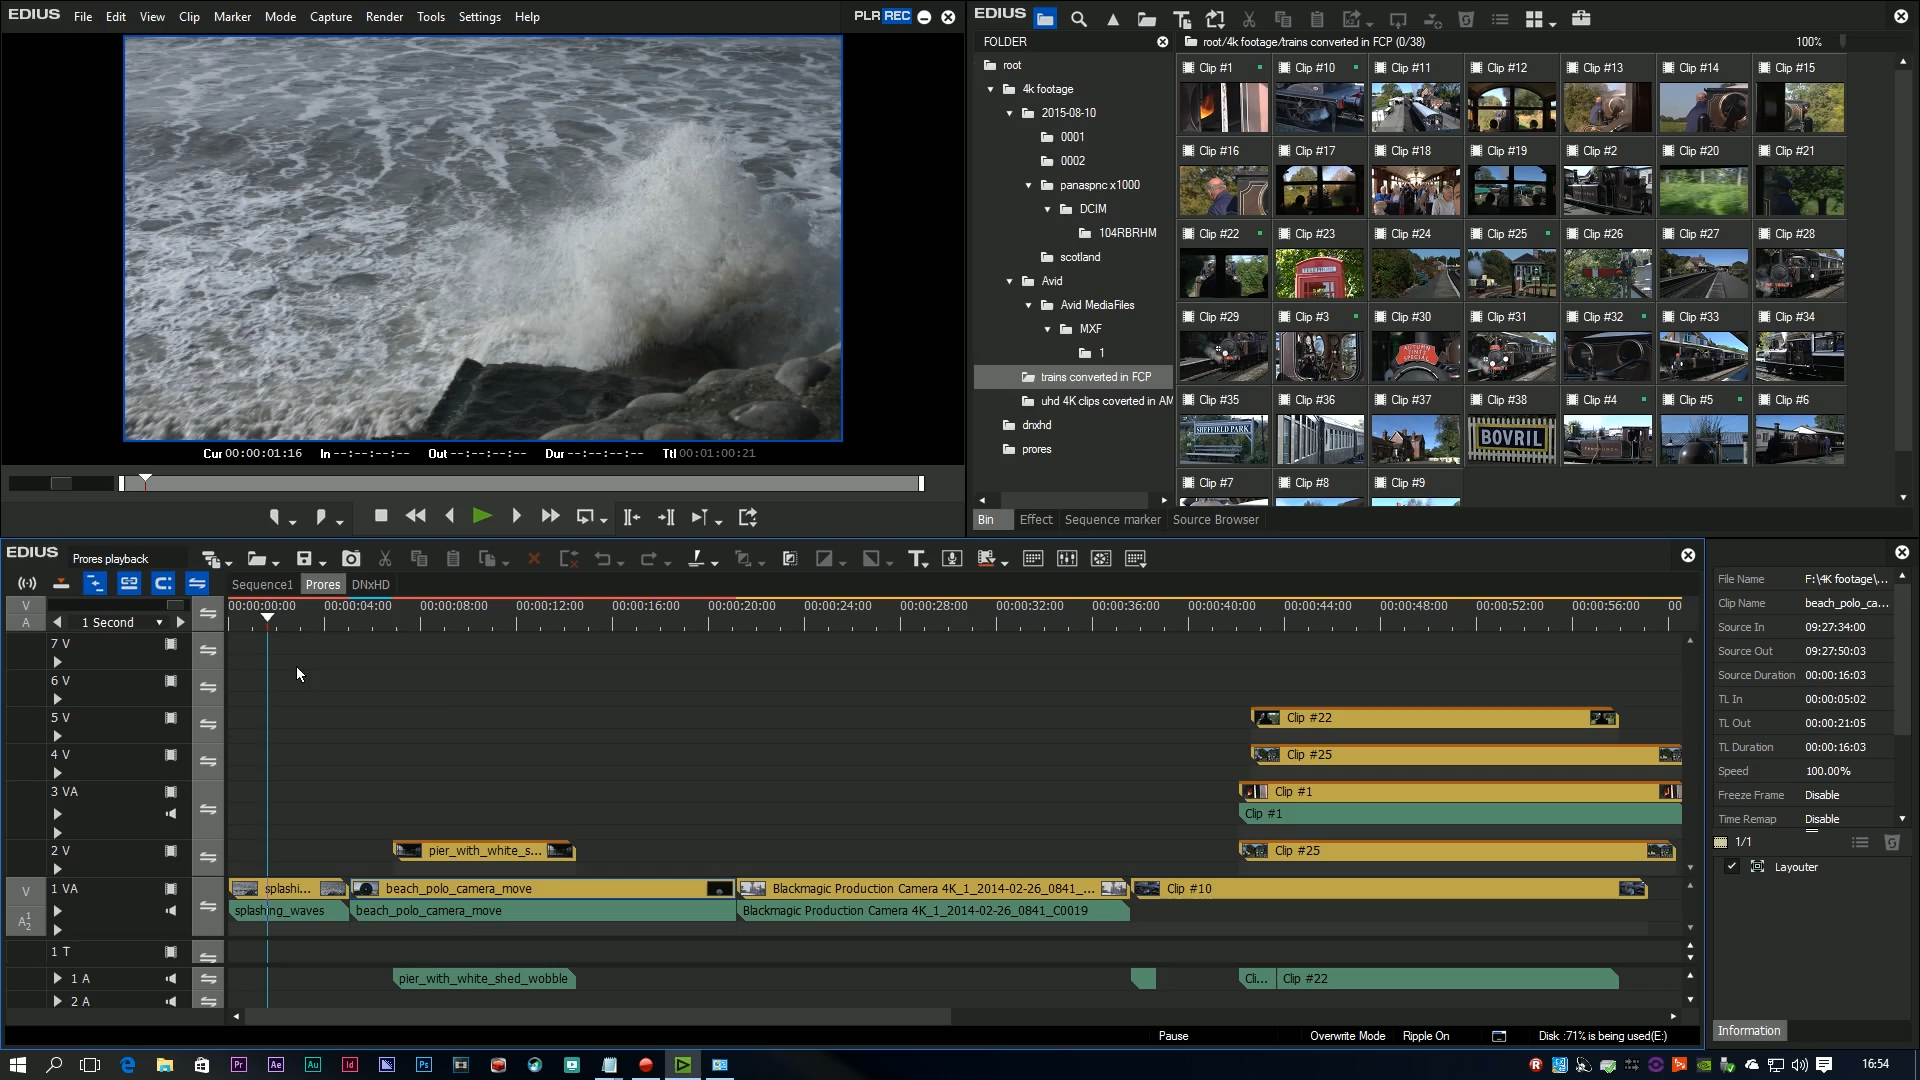 EDIUS File Edit View Clip Marker Mode Capture Render Tools Settings Help PLR REC
Cur 00:00:01:16 In --:--:--:-- Out --:--:--:-- Dur --:--:--:-- Ttl 00:01:00:21
EDIUS
FOLDER
root
4k footage
2015-08-10
0001
0002
panaspnc x1000
DCIM
104RBRHM
scotland
Avid
Avid MediaFiles
MXF
1
trains converted in FCP
uhd 4K clips coverted in AM
dnxhd
prores
root/4k footage/trains converted in FCP (0/38) 100%
Clip #1 Clip #10 Clip #11 Clip #12 Clip #13 Clip #14 Clip #15
Clip #16 Clip #17 Clip #18 Clip #19 Clip #2 Clip #20 Clip #21
Clip #22 Clip #23 Clip #24 Clip #25 Clip #26 Clip #27 Clip #28
TELEPHONE
Clip #29 Clip #3 Clip #30 Clip #31 Clip #32 Clip #33 Clip #34
AUTUMN TINTS SPECIAL
Clip #35 Clip #36 Clip #37 Clip #38 Clip #4 Clip #5 Clip #6
SHEFFIELD PARK
BOVRIL
Clip #7 Clip #8 Clip #9
Bin Effect Sequence marker Source Browser
EDIUS Prores playback
Sequence1 Prores DNxHD
V 00:00:00:00 00:00:04:00 00:00:08:00 00:00:12:00 00:00:16:00 00:00:20:00 00:00:24:00 00:00:28:00 00:00:32:00 00:00:36:00 00:00:40:00 00:00:44:00 00:00:48:00 00:00:52:00 00:00:56:00 00
A 1 Second
7 V
6 V
5 V Clip #22
4 V Clip #25
3 VA Clip #1
Clip #1
2 V pier_with_white_s... Clip #25
V 1 VA splashi... beach_polo_camera_move Blackmagic Production Camera 4K_1_2014-02-26_0841_... Clip #10
A12 splashing_waves beach_polo_camera_move Blackmagic Production Camera 4K_1_2014-02-26_0841_C0019
1 T
1 A pier_with_white_shed_wobble Cli... Clip #22
2 A
Pause Overwrite Mode Ripple On Disk :71% is being used(E:)
File Name F:\4K footage\...
Clip Name beach_polo_ca...
Source In 09:27:34:00
Source Out 09:27:50:03
Source Duration 00:00:16:03
TL In 00:00:05:02
TL Out 00:00:21:05
TL Duration 00:00:16:03
Speed 100.00%
Freeze Frame Disable
Time Remap Disable
1/1
Layouter
Information
Pr Ae Au Id Ps 16:54